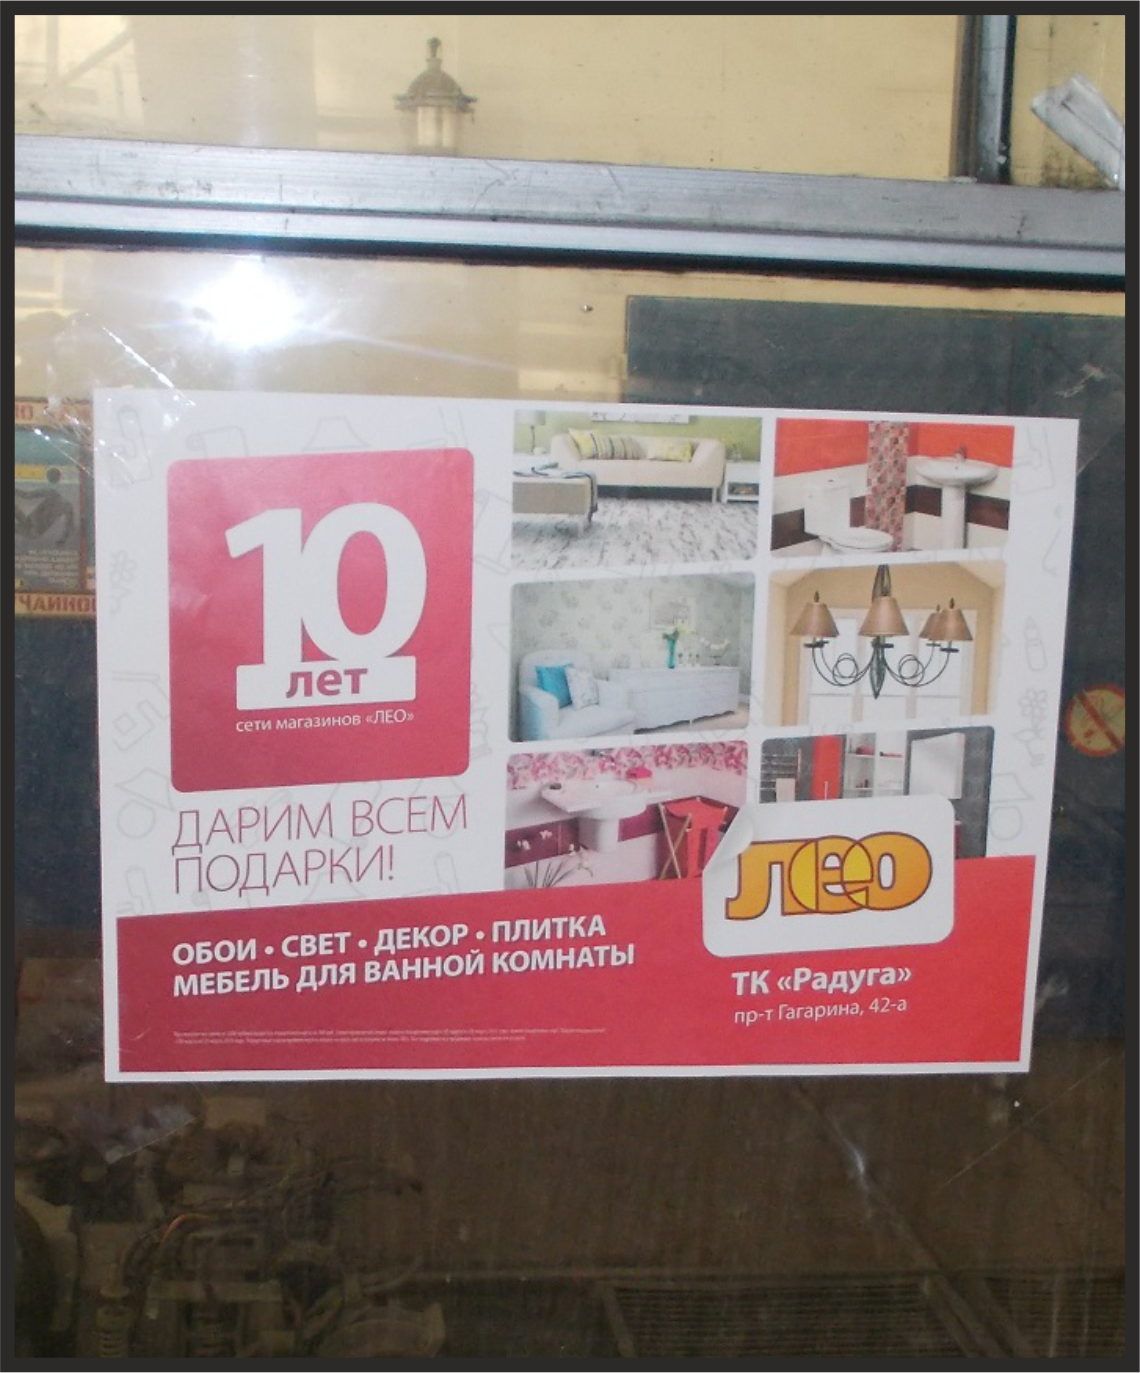 10
лет
сети магазинов «ЛЕО»
ДАРИМ ВСЕМ
ПОДАРКИ!
ОБОИ • СВЕТ • ДЕКОР • ПЛИТКА
МЕБЕЛЬ ДЛЯ ВАННОЙ КОМНАТЫ
ЛЕО
ТК «Радуга»
пр-т Гагарина, 42-а